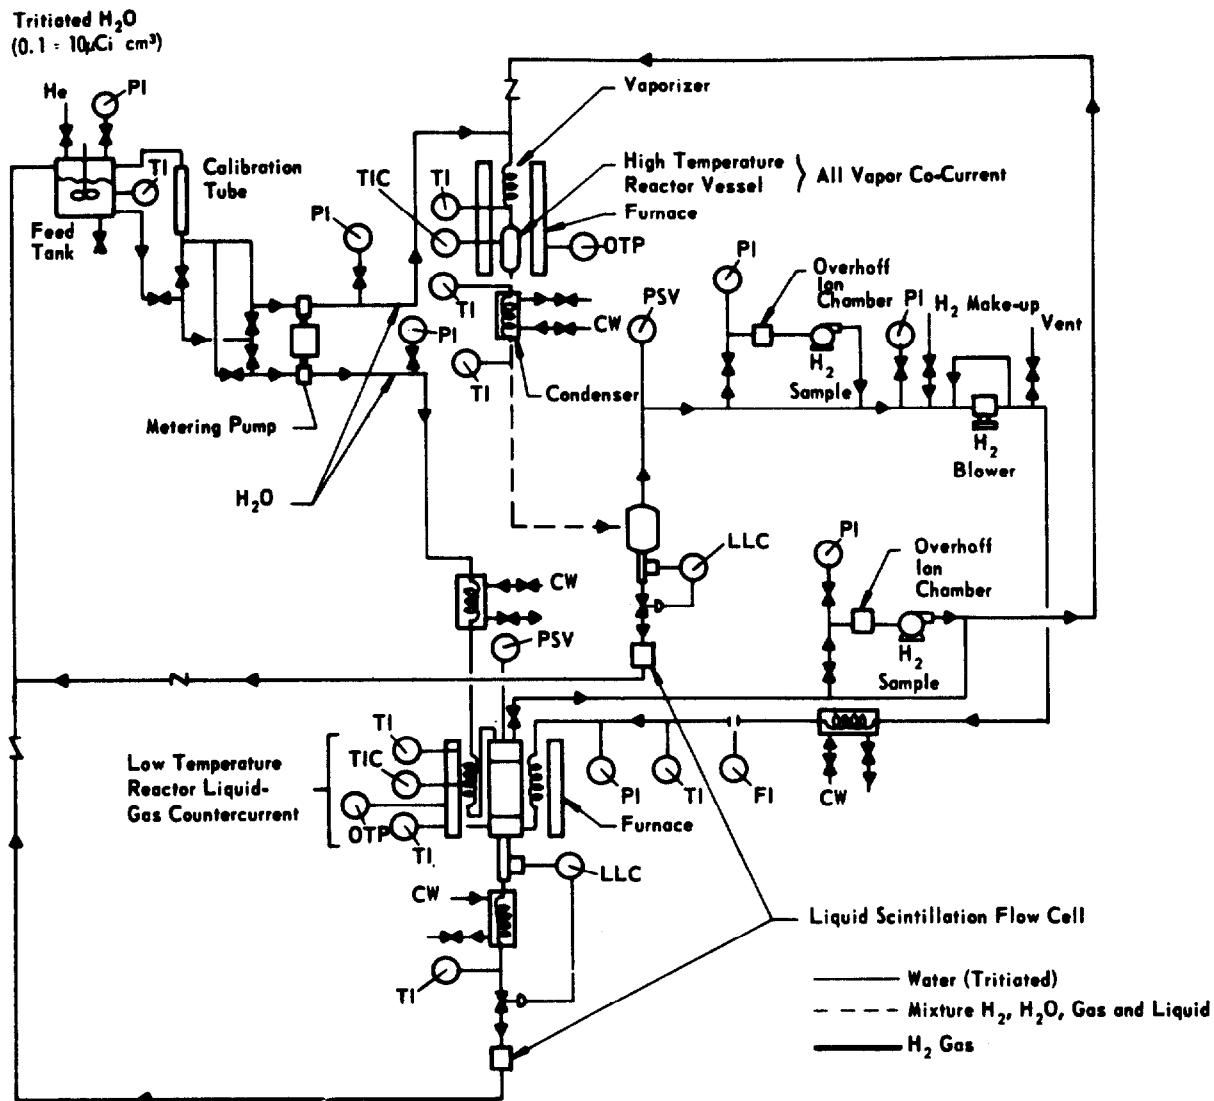 Tritiated H₂O
(0.1 = 10μCi cm³)
He
PI
TI
Calibration
Tube
Feed
Tank
PI
PI
Metering Pump
H₂O
Vaporizer
High Temperature
Reactor Vessel
All Vapor Co-Current
Furnace
TIC
TI
OTP
TI
CW
TI
Condenser
PSV
PI
Overhoff
Ion
Chamber
H₂
Sample
PI
H₂ Make-up
Vent
H₂
Blower
LLC
PI
Overhoff
Ion
Chamber
H₂
Sample
CW
PSV
TI
TIC
OTP
TI
Low Temperature
Reactor Liquid-
Gas Countercurrent
PI
TI
FI
CW
Furnace
LLC
CW
TI
Liquid Scintillation Flow Cell
Water (Tritiated)
Mixture H₂, H₂O, Gas and Liquid
H₂ Gas